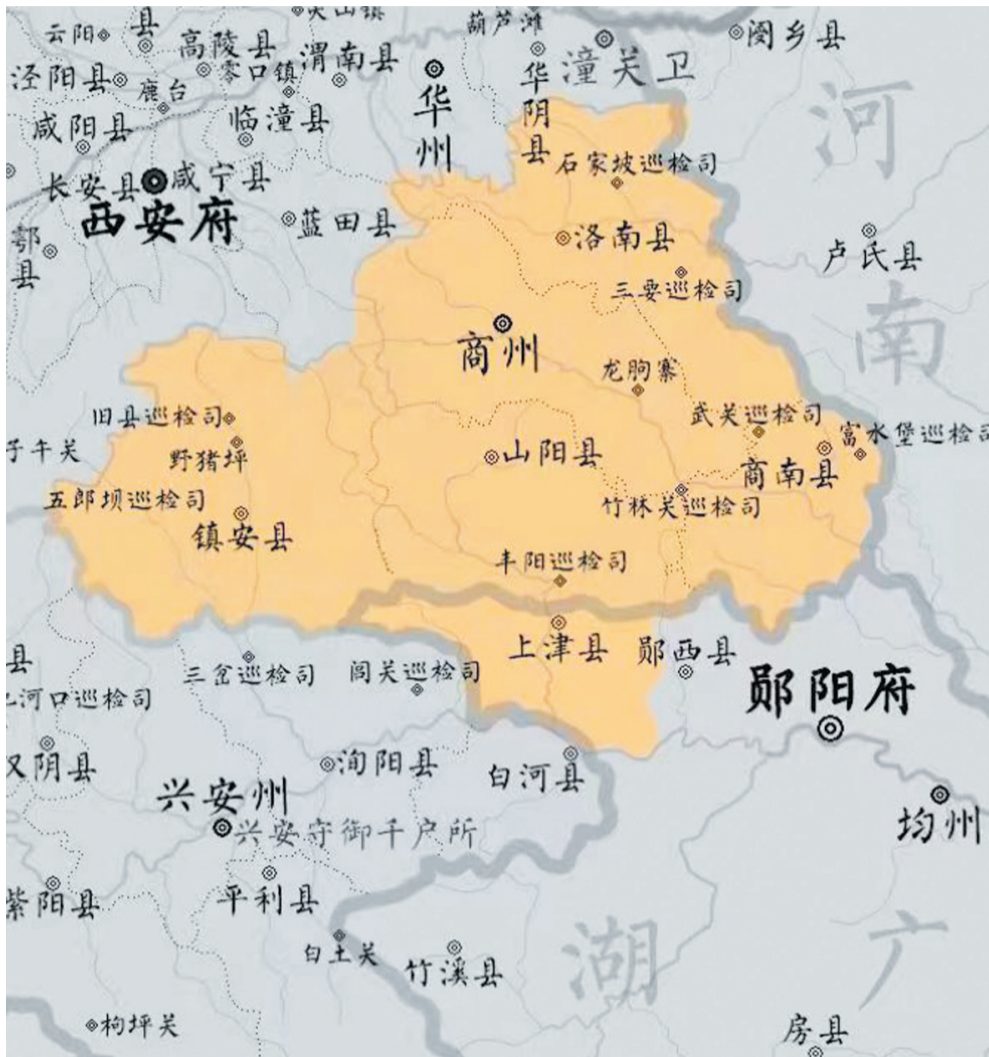 云阳
县
高陵县
零口镇
渭南县
葫芦滩
潼关卫
阌乡县
泾阳县
鹿台
华州
华阴县
河
咸阳县
临潼县
石家坡巡检司
长安县
咸宁县
西安府
蓝田县
洛南县
卢氏县
鄠县
三要巡检司
南
商州
龙驹寨
旧县巡检司
武关巡检司
富水堡巡检司
子午关
野猪坪
山阳县
商南县
五郎坝巡检司
竹林关巡检司
镇安县
丰阳巡检司
上津县
郧西县
县
三岔巡检司
闾关巡检司
河口巡检司
郧阳府
汉阴县
洵阳县
白河县
兴安州
兴安守御千户所
均州
紫阳县
平利县
白土关
竹溪县
湖
广
枸坪关
房县